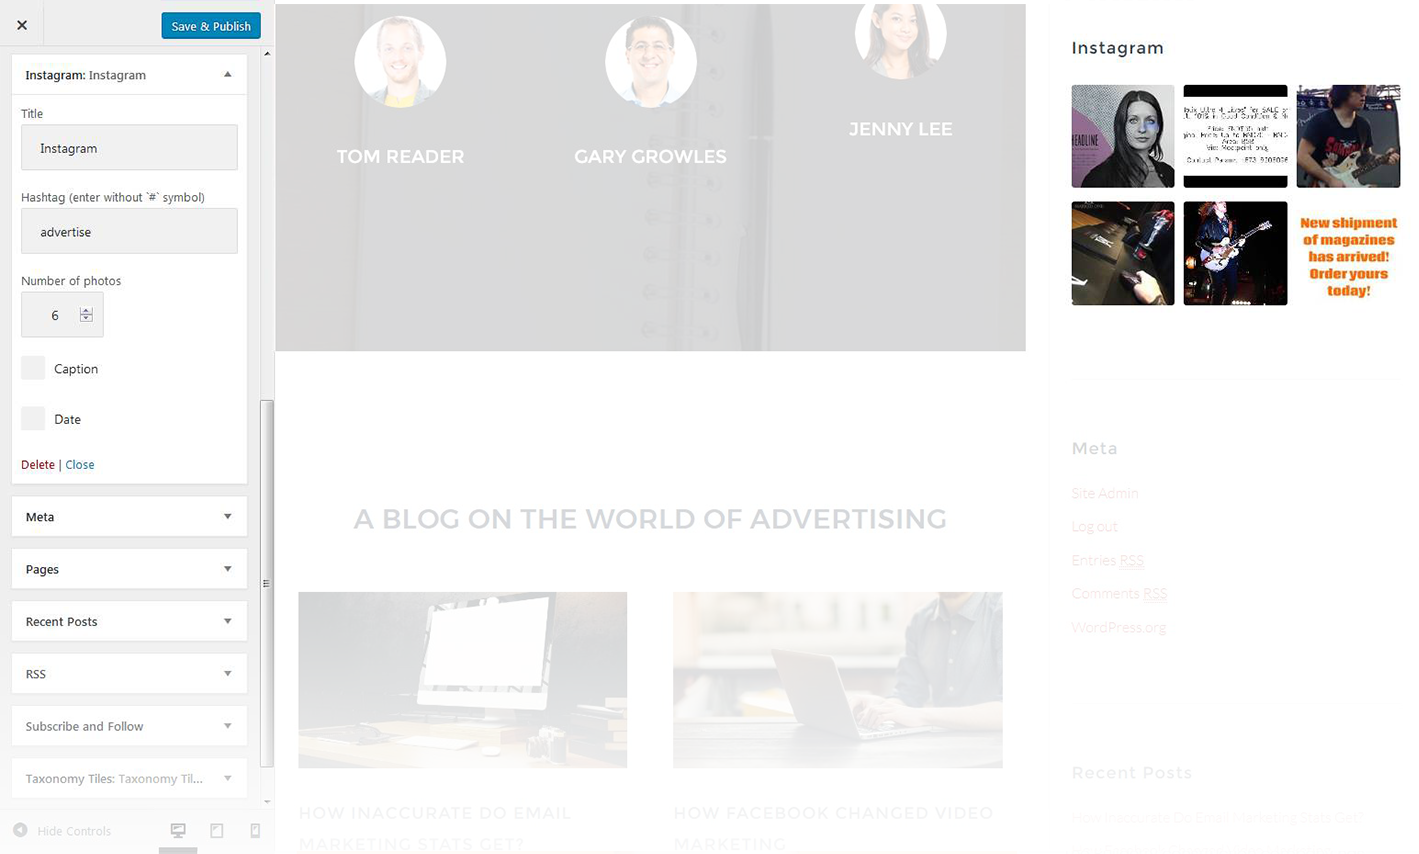 Save & Publish
Instagram: Instagram
Title
Instagram
Hashtag (enter without `#` symbol)
advertise
Number of photos
6
Caption
Date
Delete | Close
Meta
Pages
Recent Posts
RSS
Subscribe and Follow
Taxonomy Tiles: Taxonomy Til...
Hide Controls
TOM READER
GARY GROWLES
JENNY LEE
A BLOG ON THE WORLD OF ADVERTISING
HOW INACCURATE DO EMAIL
MARKETING STATS GET?
HOW FACEBOOK CHANGED VIDEO
MARKETING
Instagram
HEADLINE
New shipment
of magazines
has arrived!
Order yours
today!
Meta
Site Admin
Log out
Entries RSS
Comments RSS
WordPress.org
Recent Posts
How Inaccurate Do Email Marketing Stats Get?